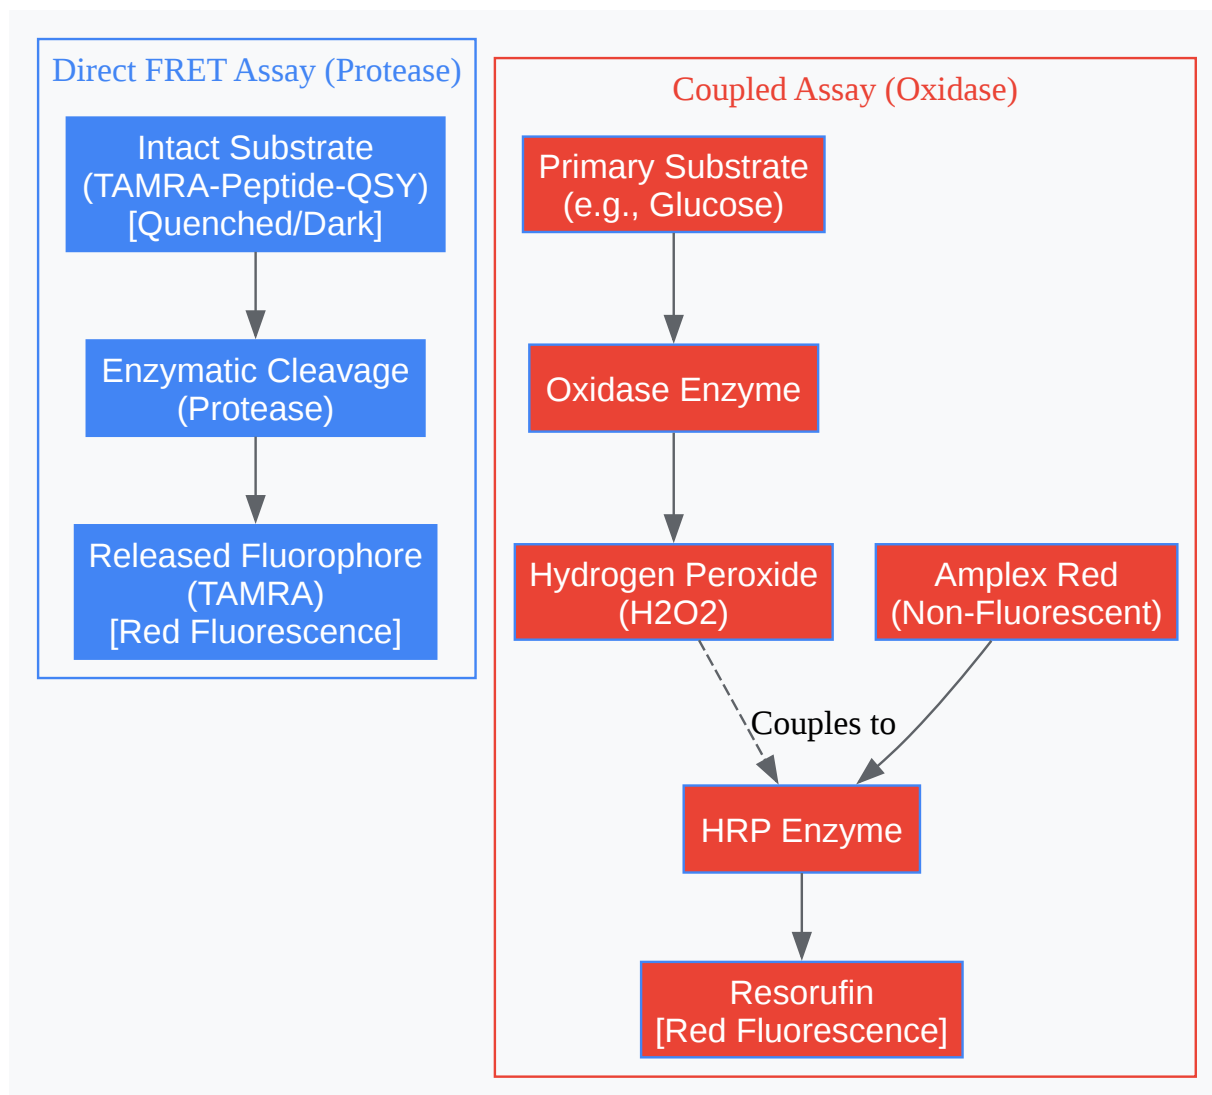 Direct FRET Assay (Protease)
Intact Substrate
(TAMRA-Peptide-QSY)
[Quenched/Dark]
Enzymatic Cleavage
(Protease)
Released Fluorophore
(TAMRA)
[Red Fluorescence]
Coupled Assay (Oxidase)
Primary Substrate
(e.g., Glucose)
Oxidase Enzyme
Hydrogen Peroxide
(H2O2)
Amplex Red
(Non-Fluorescent)
Couples to
HRP Enzyme
Resorufin
[Red Fluorescence]